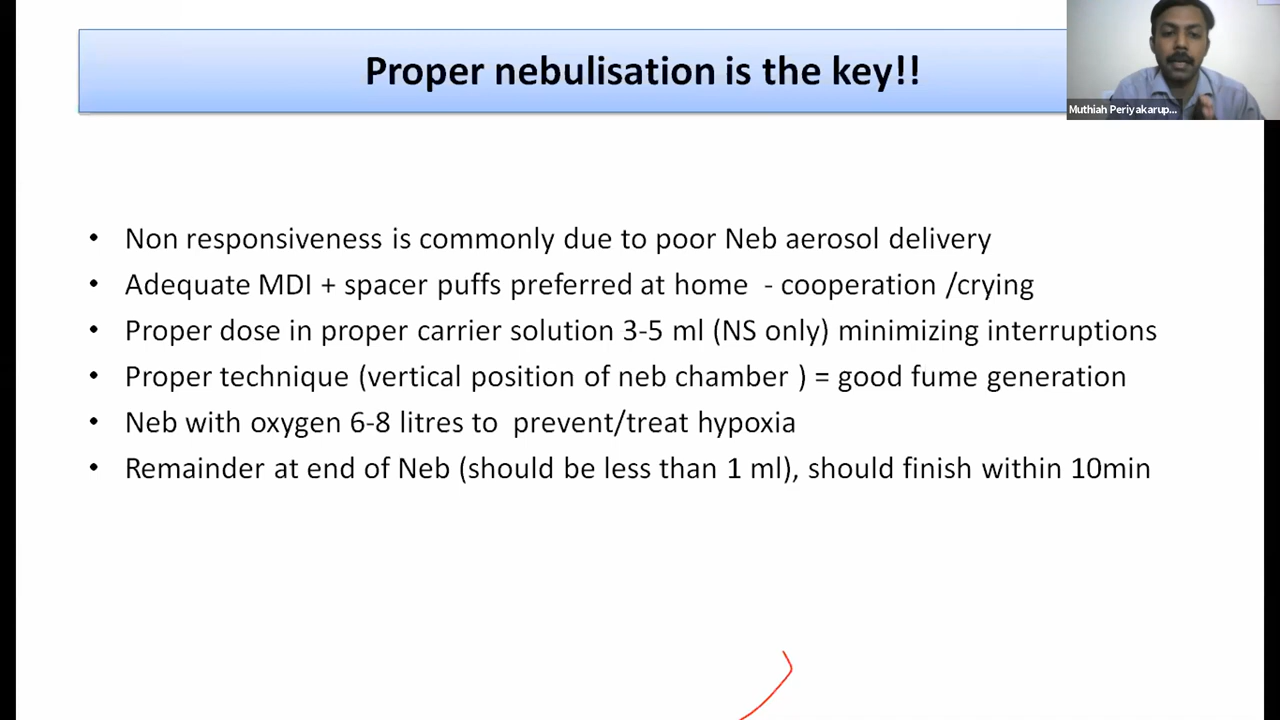 Proper nebulisation is the key!!
Muthiah Periyakarup...
• Non responsiveness is commonly due to poor Neb aerosol delivery
• Adequate MDI + spacer puffs preferred at home - cooperation /crying
• Proper dose in proper carrier solution 3-5 ml (NS only) minimizing interruptions
• Proper technique (vertical position of neb chamber ) = good fume generation
• Neb with oxygen 6-8 litres to prevent/treat hypoxia
• Remainder at end of Neb (should be less than 1 ml), should finish within 10min